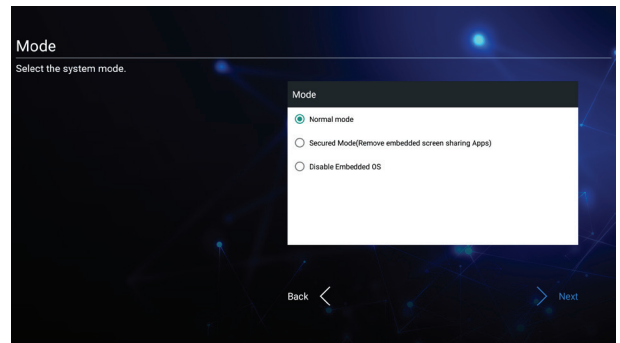 Mode
Select the system mode.
Mode
Normal mode
Secured Mode(Remove embedded screen sharing Apps)
Disable Embedded OS
Back
Next